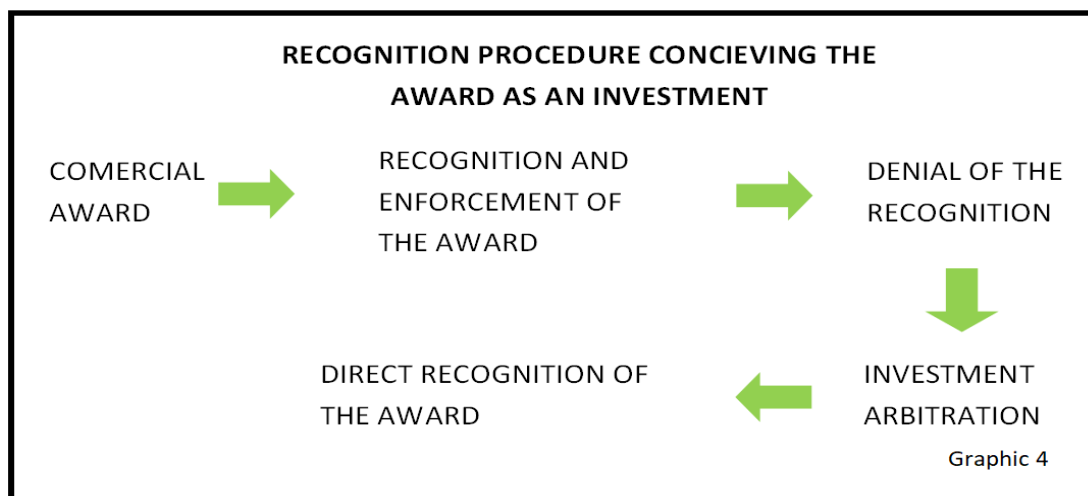 RECOGNITION PROCEDURE CONCIEVING THE
AWARD AS AN INVESTMENT
COMERCIAL
AWARD
RECOGNITION AND
ENFORCEMENT OF
THE AWARD
DENIAL OF THE
RECOGNITION
INVESTMENT
ARBITRATION
DIRECT RECOGNITION OF
THE AWARD
Graphic 4